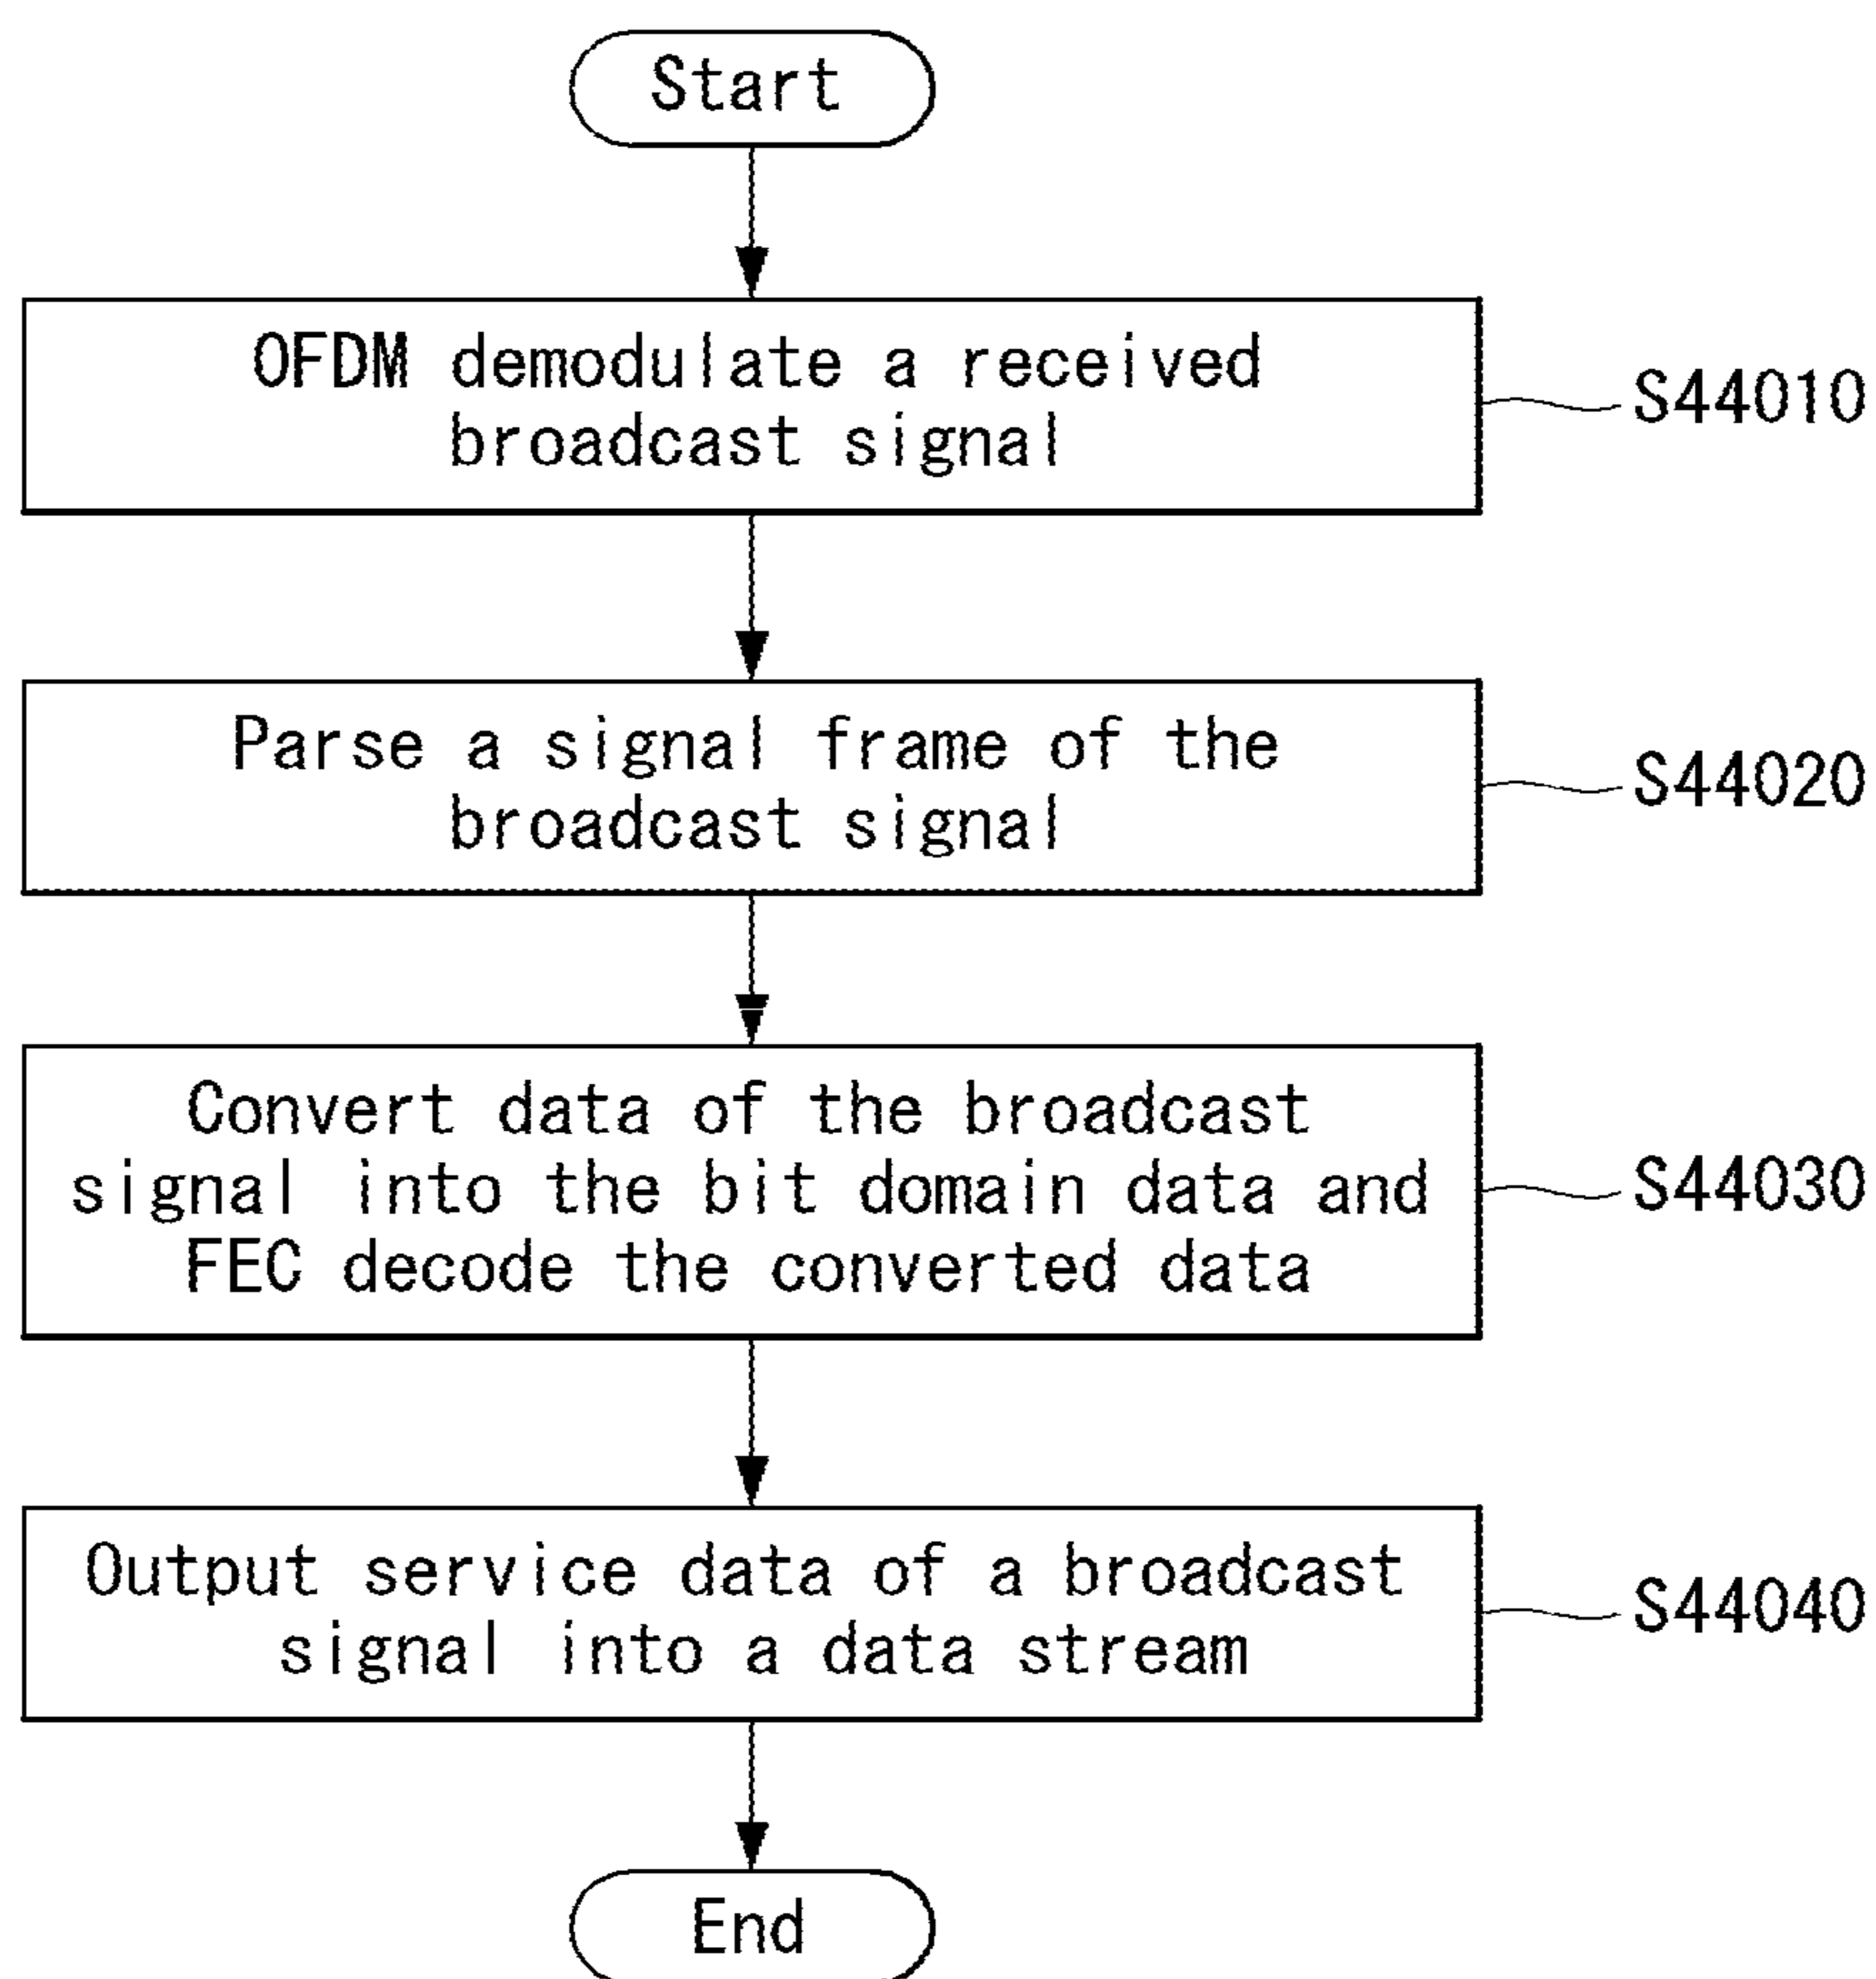 Start
OFDM demodulate a received
broadcast signal
S44010
Parse a signal frame of the
broadcast signal
S44020
Convert data of the broadcast
signal into the bit domain data and
FEC decode the converted data
S44030
Output service data of a broadcast
signal into a data stream
S44040
End